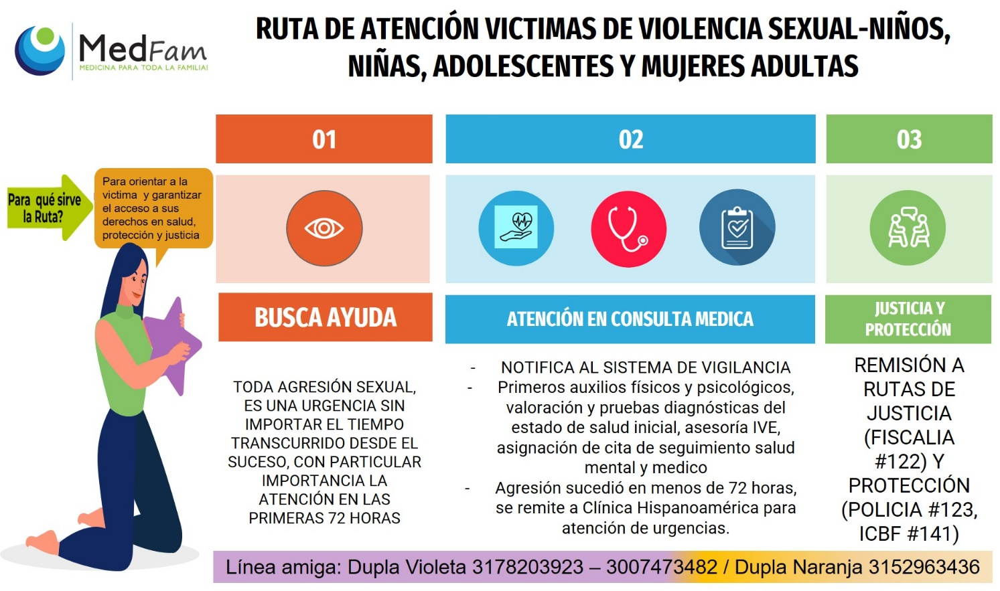 MedFam
MEDICINA PARA TODA LA FAMILIA!
RUTA DE ATENCIÓN VICTIMAS DE VIOLENCIA SEXUAL-NIÑOS,
NIÑAS, ADOLESCENTES Y MUJERES ADULTAS
Para qué sirve
la Ruta?
Para orientar a la
victima y garantizar
el acceso a sus
derechos en salud,
protección y justicia
01
BUSCA AYUDA
TODA AGRESIÓN SEXUAL,
ES UNA URGENCIA SIN
IMPORTAR EL TIEMPO
TRANSCURRIDO DESDE EL
SUCESO, CON PARTICULAR
IMPORTANCIA LA
ATENCIÓN EN LAS
PRIMERAS 72 HORAS
02
ATENCIÓN EN CONSULTA MEDICA
- NOTIFICA AL SISTEMA DE VIGILANCIA
- Primeros auxilios físicos y psicológicos,
valoración y pruebas diagnósticas del
estado de salud inicial, asesoría IVE,
asignación de cita de seguimiento salud
mental y medico
- Agresión sucedió en menos de 72 horas,
se remite a Clínica Hispanoamérica para
atención de urgencias.
03
JUSTICIA Y
PROTECCIÓN
REMISIÓN A
RUTAS DE
JUSTICIA
(FISCALIA
#122) Y
PROTECCIÓN
(POLICIA #123,
ICBF #141)
Línea amiga: Dupla Violeta 3178203923 – 3007473482 / Dupla Naranja 3152963436